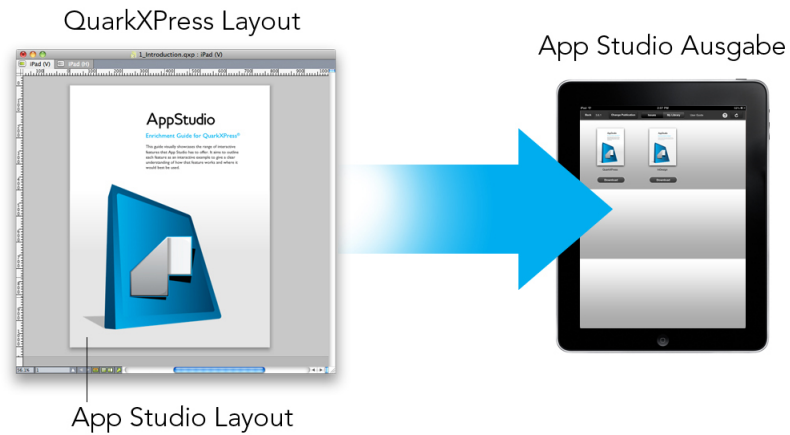 QuarkXPress Layout
App Studio Ausgabe
1_Introduction.qxp : iPad (V)
iPad (V)
iPad (H)
AppStudio
Enrichment Guide for QuarkXPress®
This guide visually showcases the range of interactive
features that App Studio has to offer. It aims to outline
each feature as an interactive example to give a clear
understanding of how that feature works and where it
would best be used.
App Studio Layout